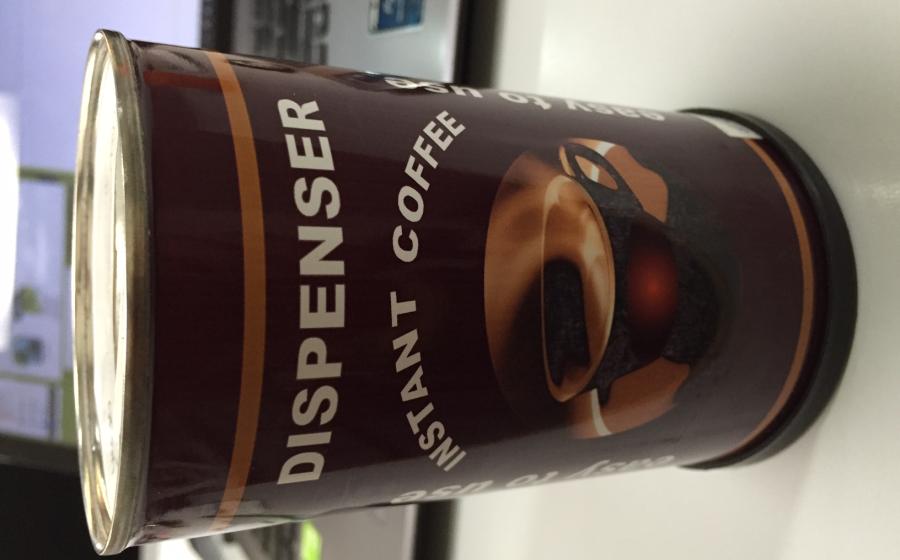 DISPENSER
INSTANT COFFEE
easy to use
easy to use